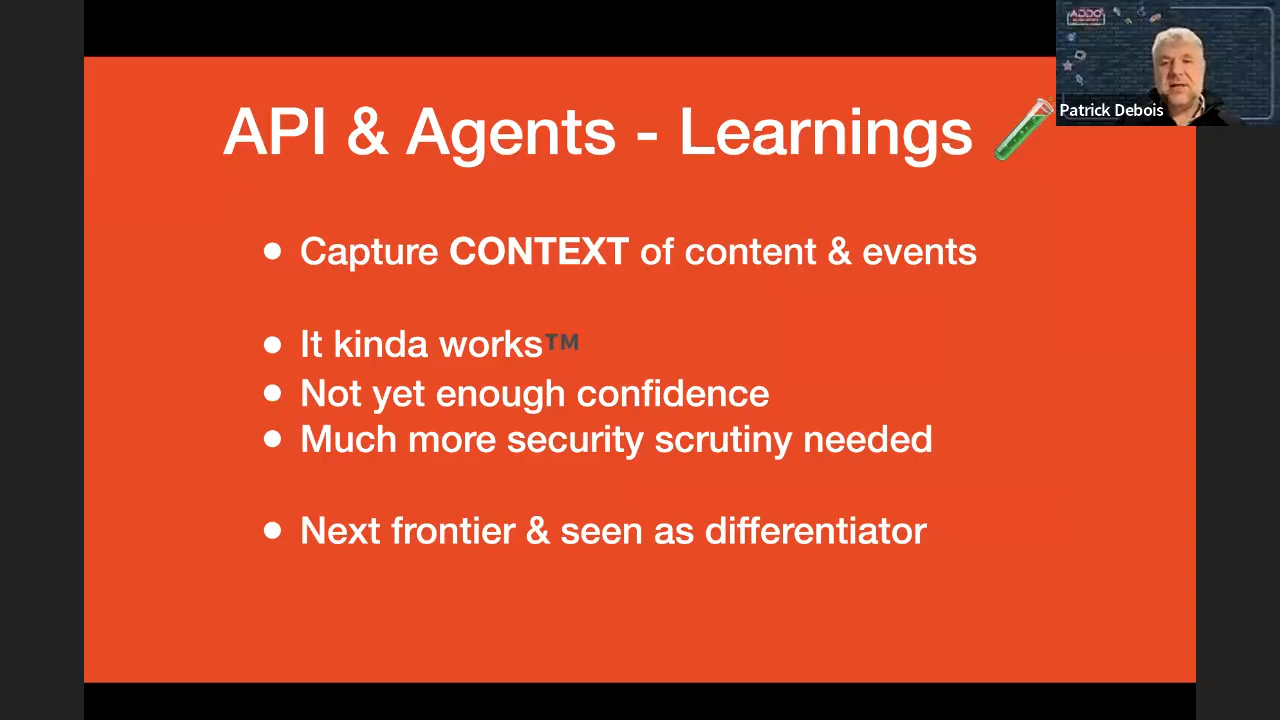 ADDO
Patrick Debois
API & Agents - Learnings
● Capture CONTEXT of content & events
● It kinda works™
● Not yet enough confidence
● Much more security scrutiny needed
● Next frontier & seen as differentiator